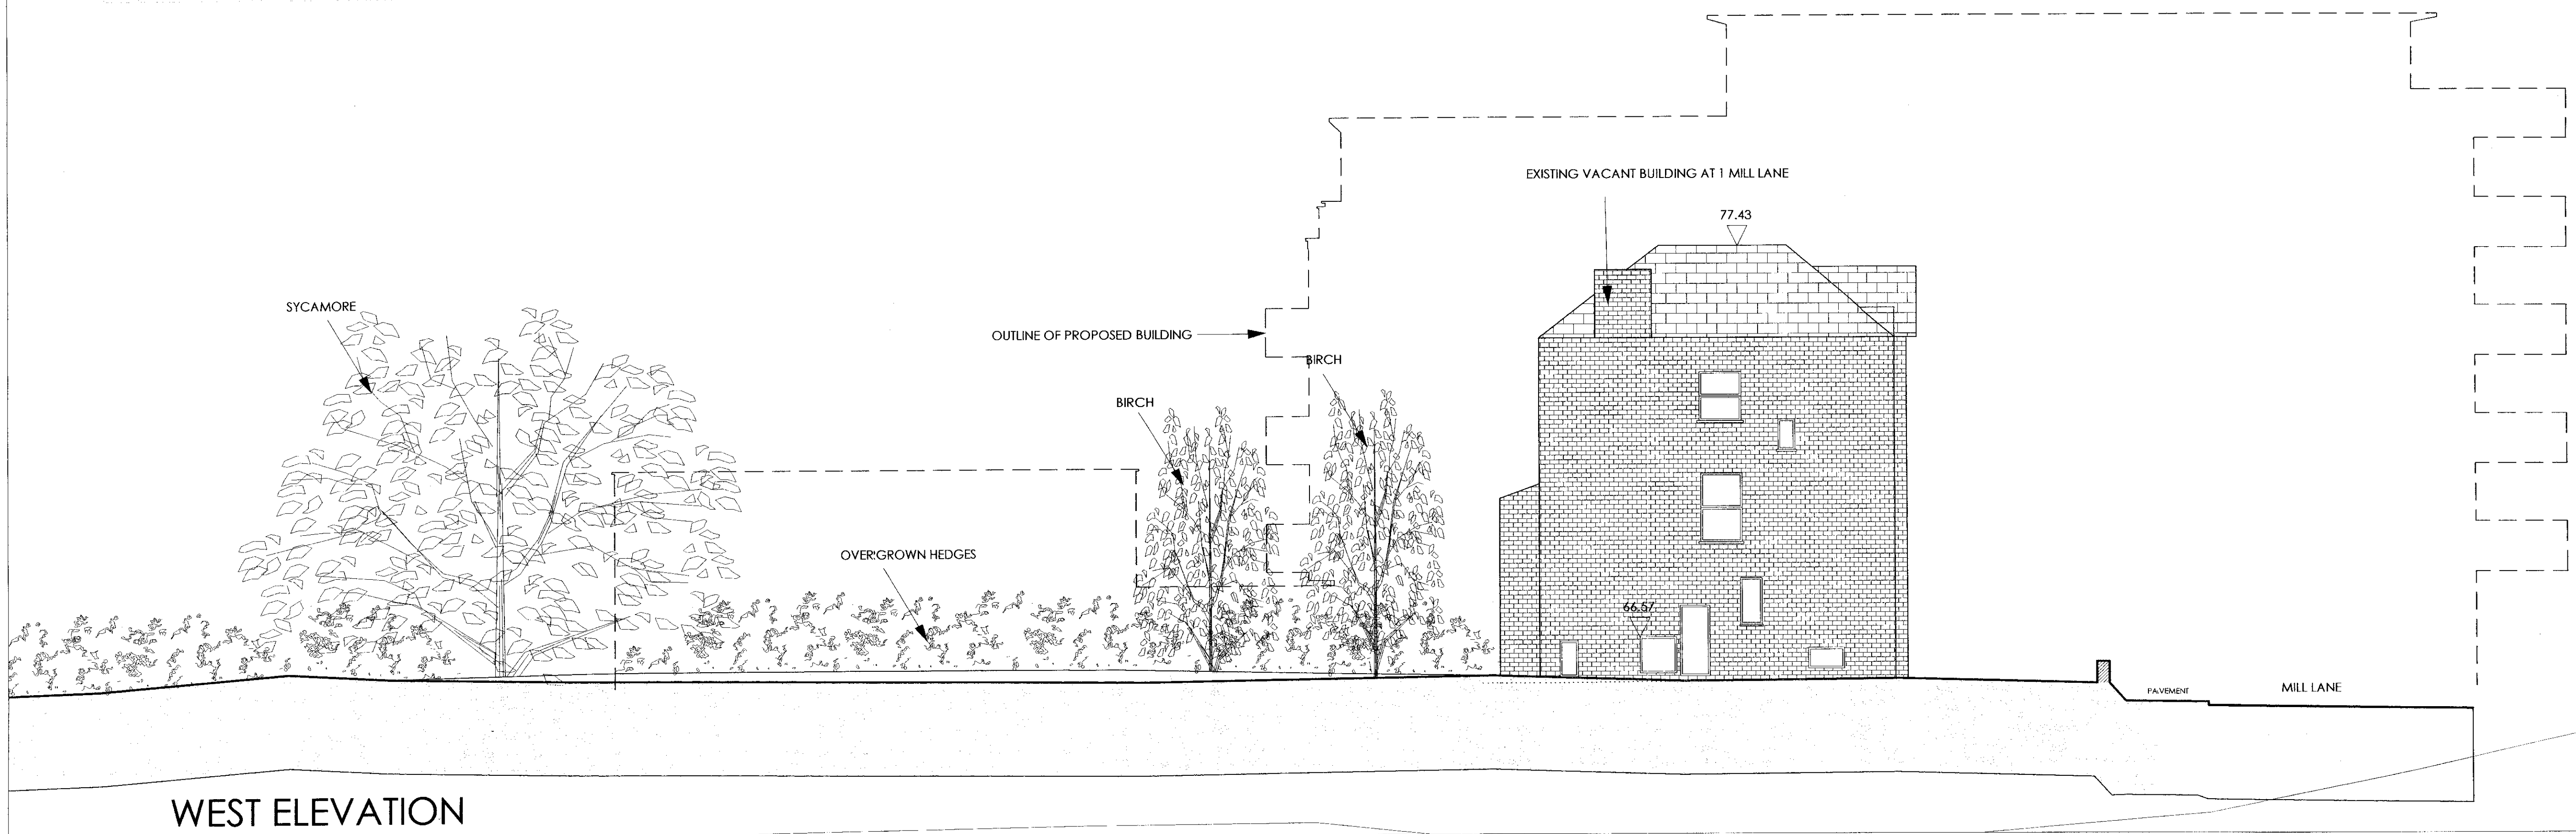 EXISTING VACANT BUILDING AT 1 MILL LANE
77.43
SYCAMORE
OUTLINE OF PROPOSED BUILDING
BIRCH
BIRCH
OVERGROWN HEDGES
66.57
PAVEMENT
MILL LANE
WEST ELEVATION